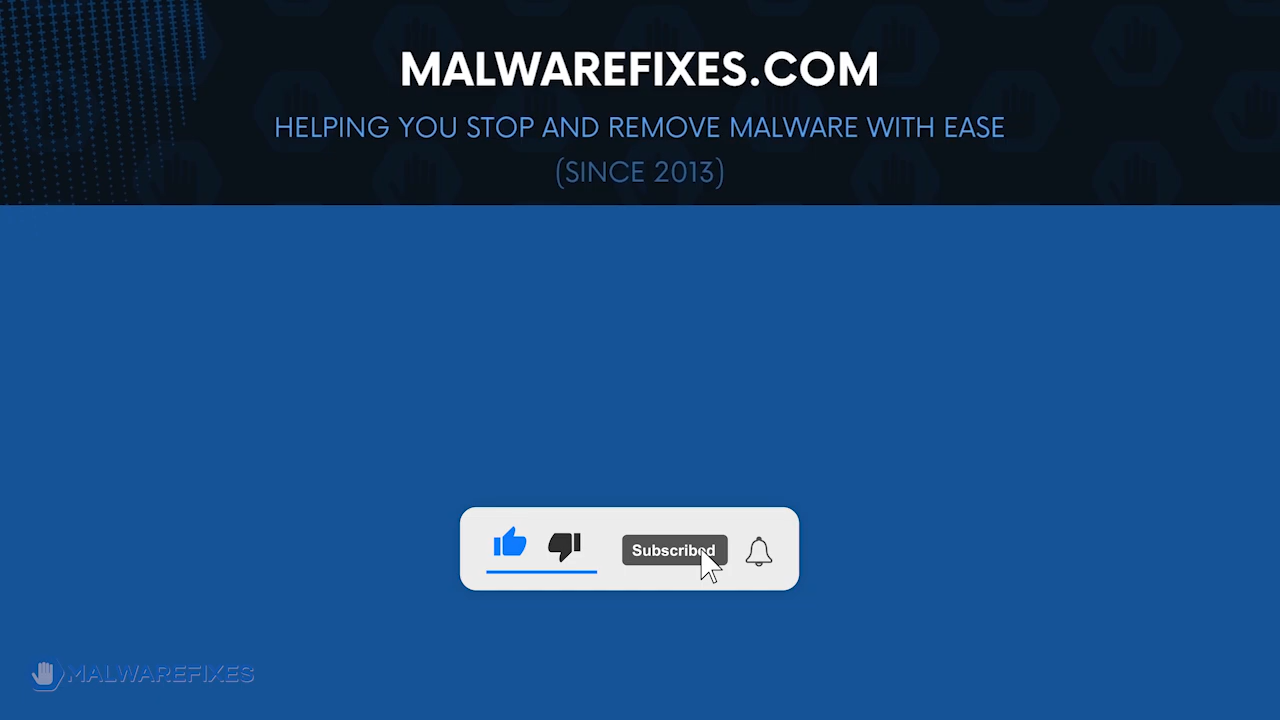 MALWAREFIXES.COM
HELPING YOU STOP AND REMOVE MALWARE WITH EASE
(SINCE 2013)
Subscribed
MALWAREFIXES